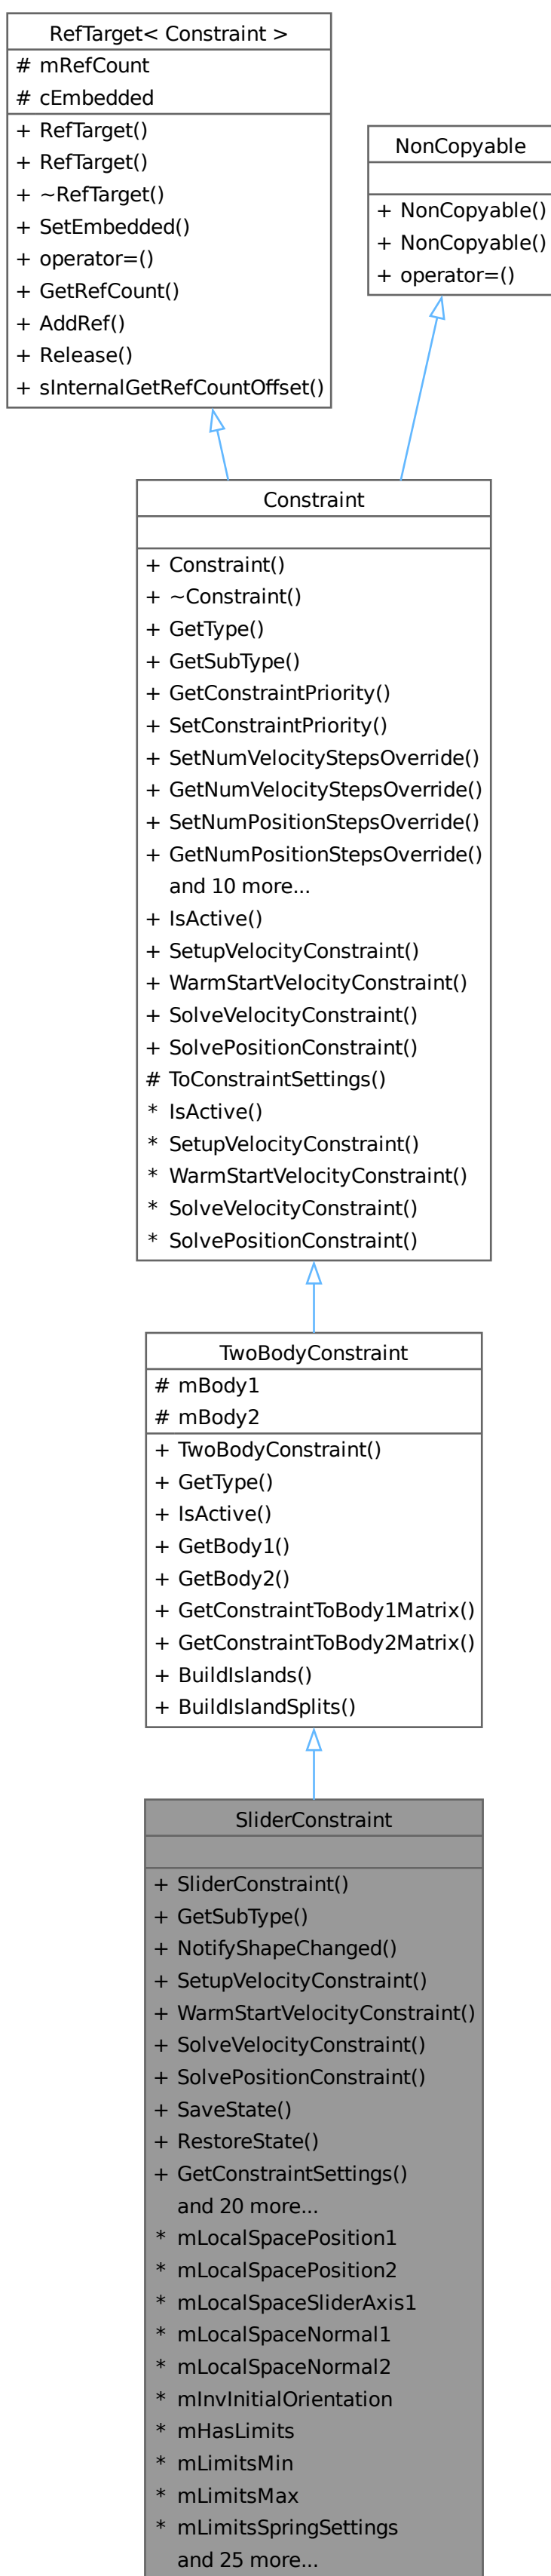 RefTarget< Constraint >
# mRefCount
# cEmbedded
+ RefTarget()
+ RefTarget()
+ ~RefTarget()
+ SetEmbedded()
+ operator=()
+ GetRefCount()
+ AddRef()
+ Release()
+ sInternalGetRefCountOffset()
NonCopyable
+ NonCopyable()
+ NonCopyable()
+ operator=()
Constraint
+ Constraint()
+ ~Constraint()
+ GetType()
+ GetSubType()
+ GetConstraintPriority()
+ SetConstraintPriority()
+ SetNumVelocityStepsOverride()
+ GetNumVelocityStepsOverride()
+ SetNumPositionStepsOverride()
+ GetNumPositionStepsOverride()
and 10 more...
+ IsActive()
+ SetupVelocityConstraint()
+ WarmStartVelocityConstraint()
+ SolveVelocityConstraint()
+ SolvePositionConstraint()
# ToConstraintSettings()
* IsActive()
* SetupVelocityConstraint()
* WarmStartVelocityConstraint()
* SolveVelocityConstraint()
* SolvePositionConstraint()
TwoBodyConstraint
# mBody1
# mBody2
+ TwoBodyConstraint()
+ GetType()
+ IsActive()
+ GetBody1()
+ GetBody2()
+ GetConstraintToBody1Matrix()
+ GetConstraintToBody2Matrix()
+ BuildIslands()
+ BuildIslandSplits()
SliderConstraint
+ SliderConstraint()
+ GetSubType()
+ NotifyShapeChanged()
+ SetupVelocityConstraint()
+ WarmStartVelocityConstraint()
+ SolveVelocityConstraint()
+ SolvePositionConstraint()
+ SaveState()
+ RestoreState()
+ GetConstraintSettings()
and 20 more...
* mLocalSpacePosition1
* mLocalSpacePosition2
* mLocalSpaceSliderAxis1
* mLocalSpaceNormal1
* mLocalSpaceNormal2
* mInvInitialOrientation
* mHasLimits
* mLimitsMin
* mLimitsMax
* mLimitsSpringSettings
and 25 more...